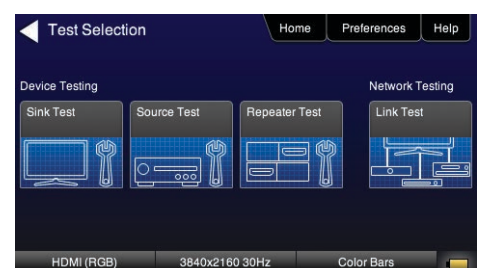 Test Selection
Home
Preferences
Help
Device Testing
Network Testing
Sink Test
Source Test
Repeater Test
Link Test
HDMI (RGB)
3840x2160 30Hz
Color Bars